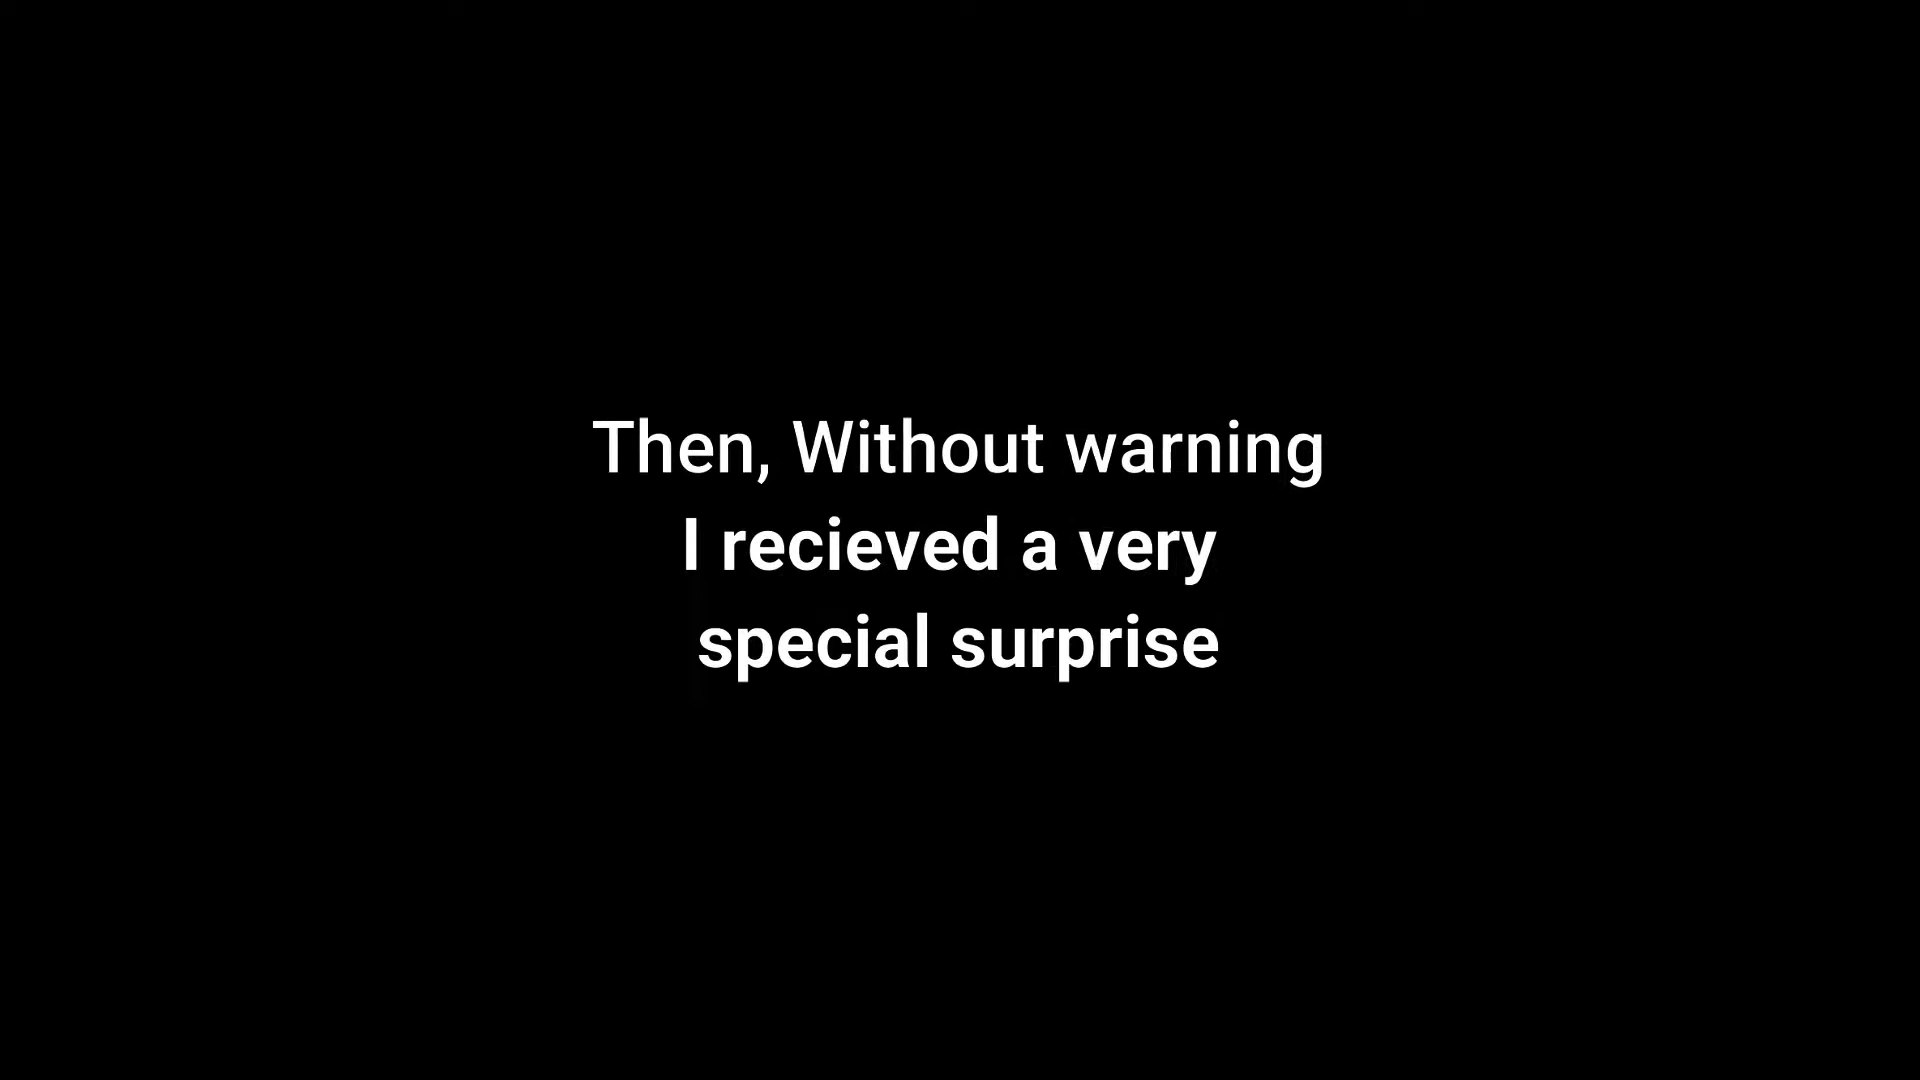 Then, Without warning
I recieved a very
special surprise